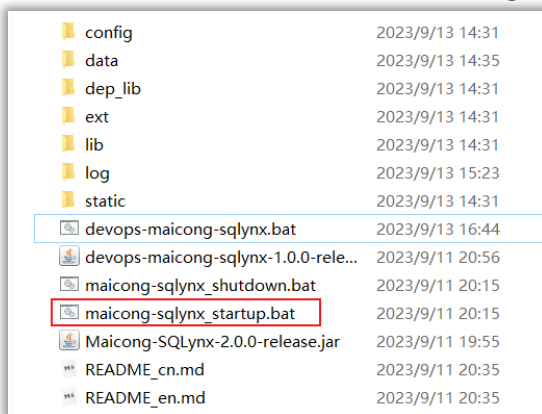 config 2023/9/13 14:31
data 2023/9/13 14:35
dep_lib 2023/9/13 14:31
ext 2023/9/13 14:31
lib 2023/9/13 14:31
log 2023/9/13 15:23
static 2023/9/13 14:31
devops-maicong-sqlynx.bat 2023/9/13 16:44
devops-maicong-sqlynx-1.0.0-rele... 2023/9/11 20:56
maicong-sqlynx_shutdown.bat 2023/9/11 20:15
maicong-sqlynx_startup.bat 2023/9/11 20:15
Maicong-SQLynx-2.0.0-release.jar 2023/9/11 19:55
README_cn.md 2023/9/11 20:35
README_en.md 2023/9/11 20:35